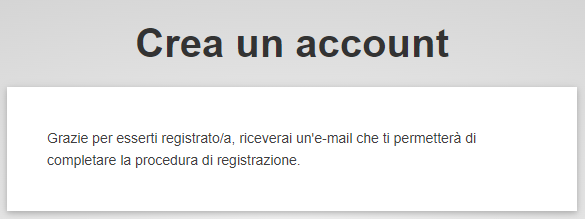 Crea un account
Grazie per esserti registrato/a, riceverai un'e-mail che ti permetterà di
completare la procedura di registrazione.